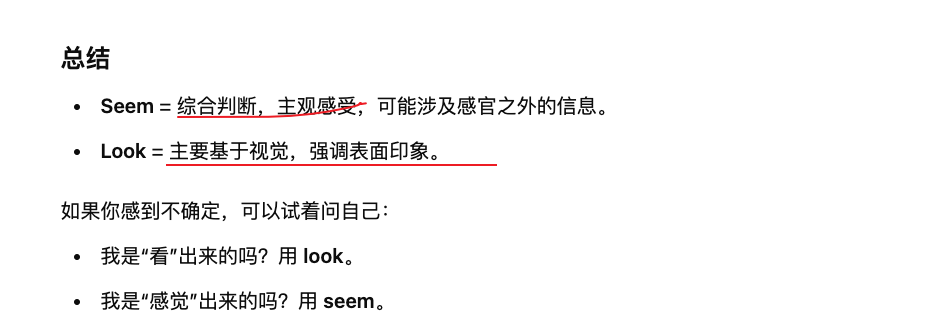 总结
• Seem = 综合判断，主观感受；可能涉及感官之外的信息。
• Look = 主要基于视觉，强调表面印象。
如果你感到不确定，可以试着问自己：
• 我是“看”出来的吗？用 look。
• 我是“感觉”出来的吗？用 seem。